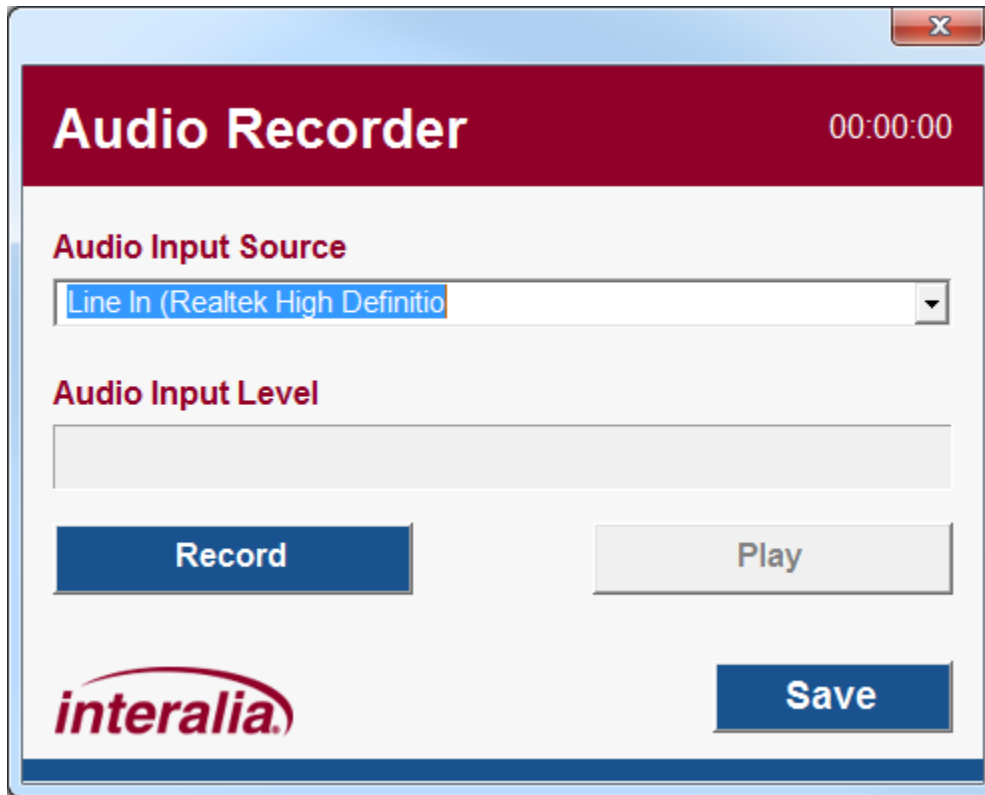 Audio Recorder
00:00:00
Audio Input Source
Line In (Realtek High Definitio
Audio Input Level
Record
Play
interalia®
Save